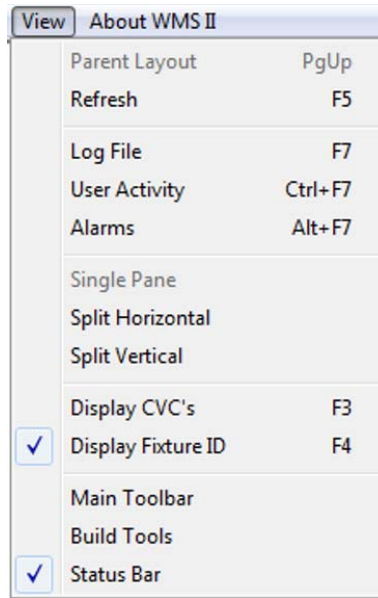 View About WMS II
Parent Layout PgUp
Refresh F5
Log File F7
User Activity Ctrl+F7
Alarms Alt+F7
Single Pane
Split Horizontal
Split Vertical
Display CVC's F3
Display Fixture ID F4
Main Toolbar
Build Tools
Status Bar